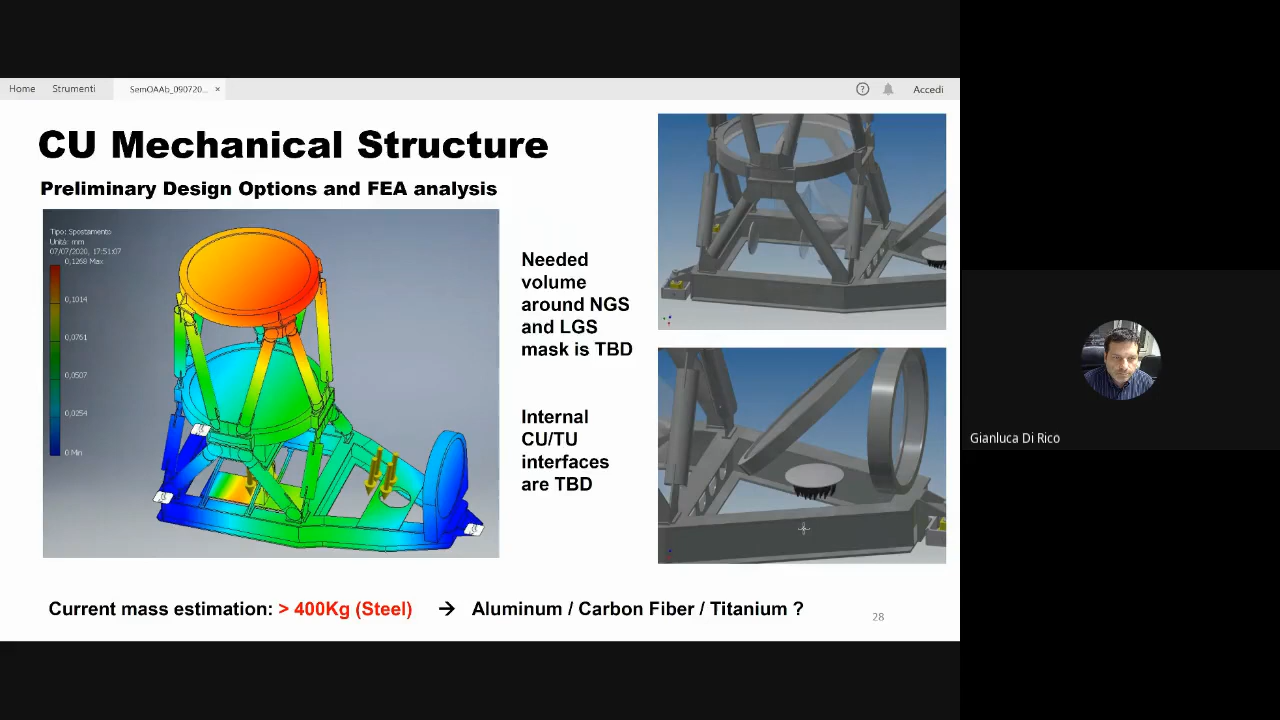 Home Strumenti SemOAAb_090720... × ? Accedi
CU Mechanical Structure
Preliminary Design Options and FEA analysis
Tipo: Spostamento
Unità: mm
07/07/2020, 17:51:07
0,1268 Max
0,1014
0,0761
0,0507
0,0254
0 Min
Needed
volume
around NGS
and LGS
mask is TBD
Internal
CU/TU
interfaces
are TBD
Current mass estimation: > 400Kg (Steel) → Aluminum / Carbon Fiber / Titanium ?
28
Gianluca Di Rico